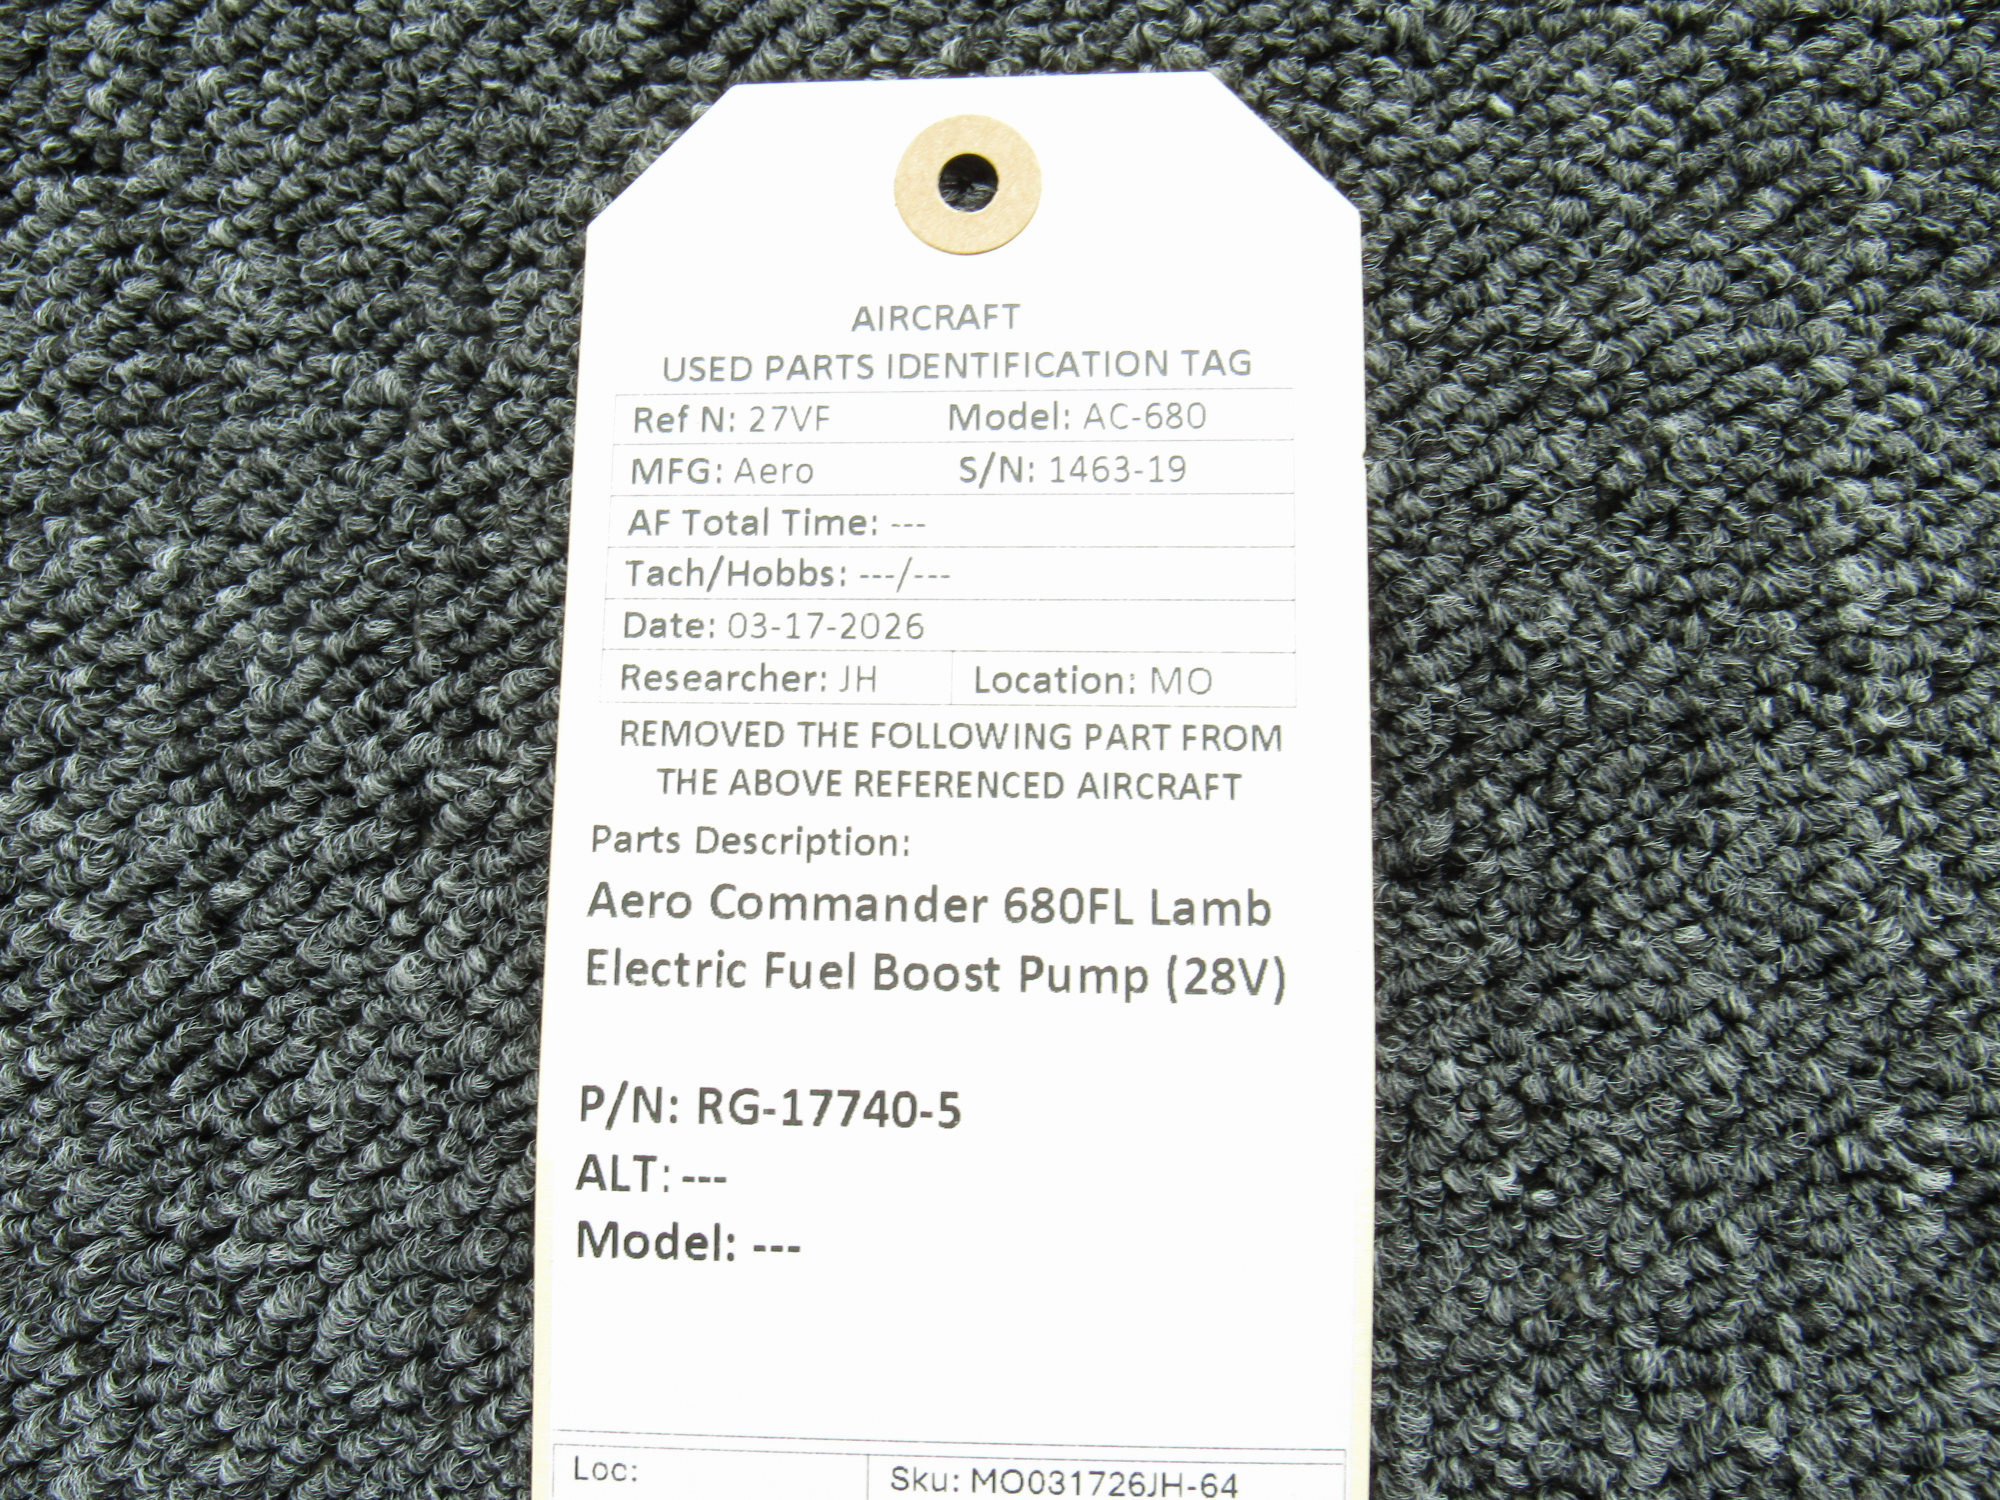 AIRCRAFT
USED PARTS IDENTIFICATION TAG
Ref N: 27VF Model: AC-680
MFG: Aero S/N: 1463-19
AF Total Time: ---
Tach/Hobbs: ---/---
Date: 03-17-2026
Researcher: JH Location: MO
REMOVED THE FOLLOWING PART FROM
THE ABOVE REFERENCED AIRCRAFT
Parts Description:
Aero Commander 680FL Lamb
Electric Fuel Boost Pump (28V)
P/N: RG-17740-5
ALT: ---
Model: ---
Loc: Sku: MO031726JH-64